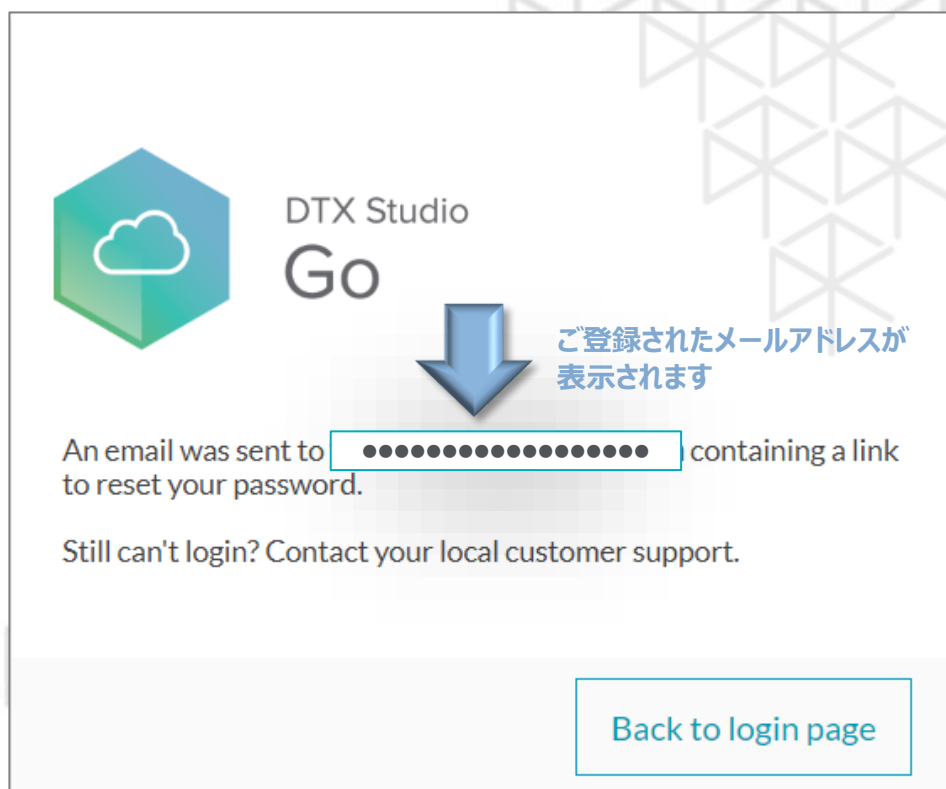 DTX Studio
Go
ご登録されたメールアドレスが
表示されます
An email was sent to ●●●●●●●●●●●●●●●●●● containing a link
to reset your password.
Still can't login? Contact your local customer support.
Back to login page